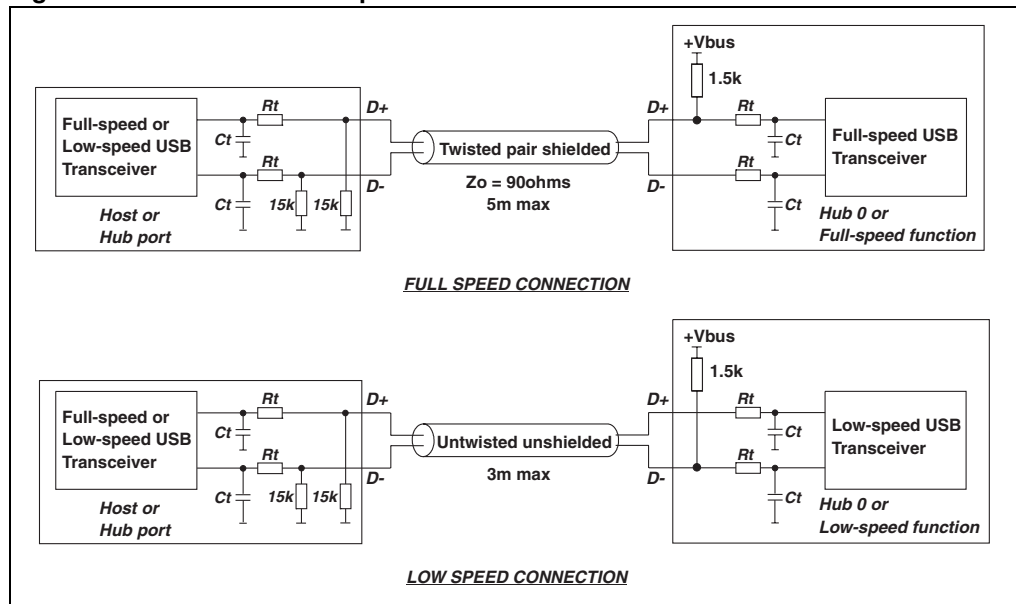 +Vbus
1.5k
Rt
D+
D+
Rt
Full-speed or
Low-speed USB
Transceiver
Ct
Rt
Twisted pair shielded
Ct
Full-speed USB
Transceiver
D-
D-
Rt
Zo = 90ohms
5m max
Ct
15k
15k
Ct
Host or
Hub port
Hub 0 or
Full-speed function
FULL SPEED CONNECTION
+Vbus
1.5k
Rt
D+
D+
Rt
Full-speed or
Low-speed USB
Transceiver
Ct
Rt
Untwisted unshielded
Ct
Low-speed USB
Transceiver
D-
D-
Rt
3m max
Ct
15k
15k
Ct
Host or
Hub port
Hub 0 or
Low-speed function
LOW SPEED CONNECTION